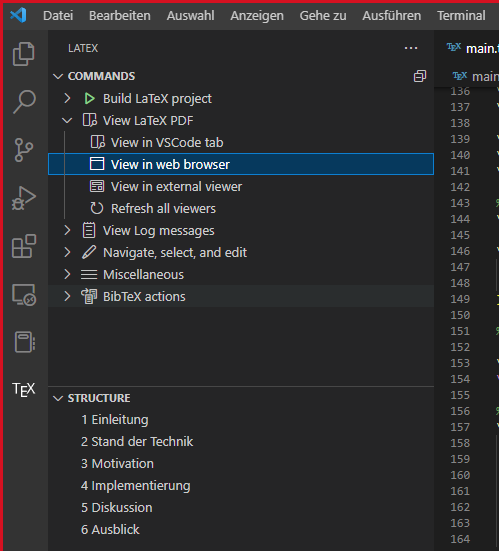 Datei Bearbeiten Auswahl Anzeigen Gehe zu Ausführen Terminal
LATEX
COMMANDS
Build LaTeX project
View LaTeX PDF
View in VSCode tab
View in web browser
View in external viewer
Refresh all viewers
View Log messages
Navigate, select, and edit
Miscellaneous
BibTeX actions
TEX
STRUCTURE
1 Einleitung
2 Stand der Technik
3 Motivation
4 Implementierung
5 Diskussion
6 Ausblick
TEX main.t
TEX main
136
137
139
140
141
142
143
144
145
146
147
148
149
150
151
152
153
154
155
156
157
158
159
160
161
162
163
164